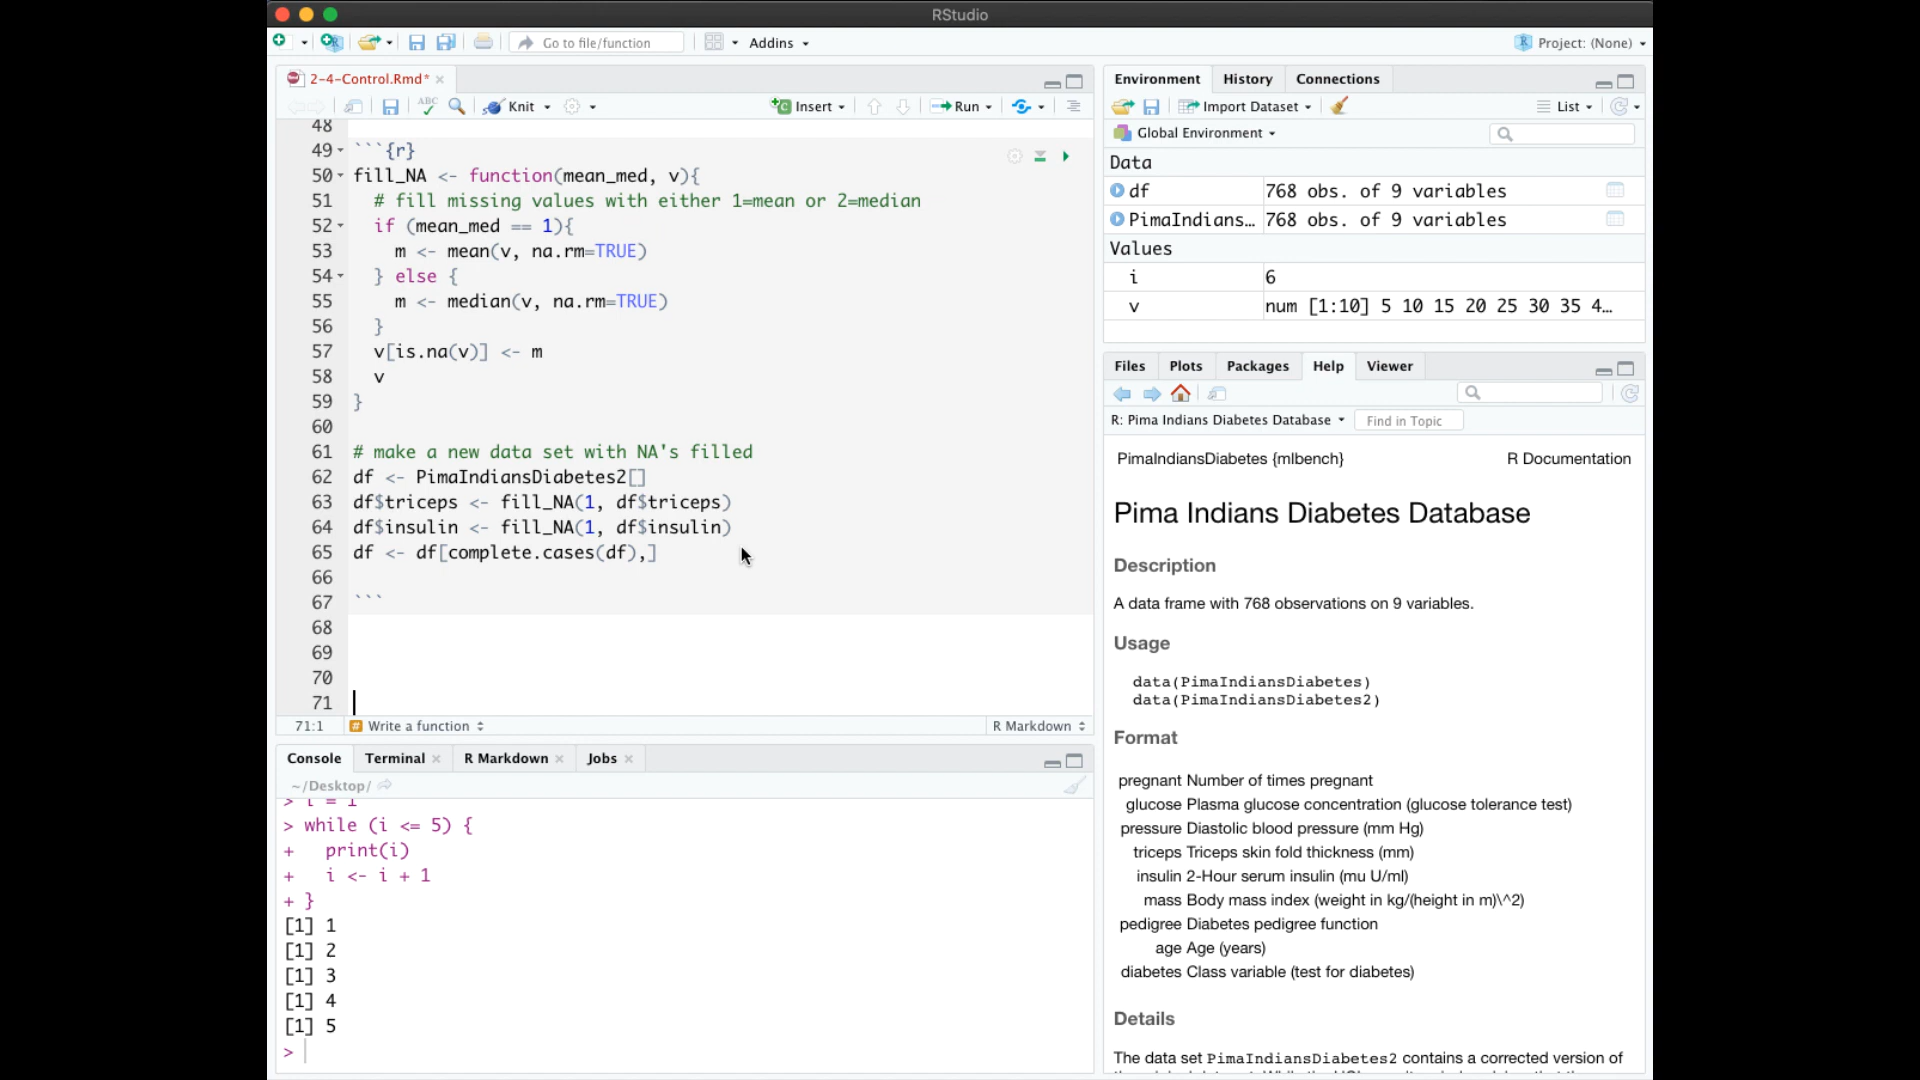 RStudio
Go to file/function
Addins
Project: (None)
2-4-Control.Rmd*
ABC
Knit
Insert
Run
48
49 ```{r}
50 fill_NA <- function(mean_med, v){
51 # fill missing values with either 1=mean or 2=median
52 if (mean_med == 1){
53 m <- mean(v, na.rm=TRUE)
54 } else {
55 m <- median(v, na.rm=TRUE)
56 }
57 v[is.na(v)] <- m
58 v
59 }
60
61 # make a new data set with NA's filled
62 df <- PimaIndiansDiabetes2[]
63 df$triceps <- fill_NA(1, df$triceps)
64 df$insulin <- fill_NA(1, df$insulin)
65 df <- df[complete.cases(df),]
66
67 ```
68
69
70
71
71:1 Write a function R Markdown
Console Terminal R Markdown Jobs
~/Desktop/
> i = 1
> while (i <= 5) {
+ print(i)
+ i <- i + 1
+ }
[1] 1
[1] 2
[1] 3
[1] 4
[1] 5
>
Environment History Connections
Import Dataset List
Global Environment
Data
df 768 obs. of 9 variables
PimaIndians… 768 obs. of 9 variables
Values
i 6
v num [1:10] 5 10 15 20 25 30 35 4…
Files Plots Packages Help Viewer
R: Pima Indians Diabetes Database Find in Topic
PimaIndiansDiabetes {mlbench} R Documentation
Pima Indians Diabetes Database
Description
A data frame with 768 observations on 9 variables.
Usage
data(PimaIndiansDiabetes)
data(PimaIndiansDiabetes2)
Format
pregnant Number of times pregnant
glucose Plasma glucose concentration (glucose tolerance test)
pressure Diastolic blood pressure (mm Hg)
triceps Triceps skin fold thickness (mm)
insulin 2-Hour serum insulin (mu U/ml)
mass Body mass index (weight in kg/(height in m)\^2)
pedigree Diabetes pedigree function
age Age (years)
diabetes Class variable (test for diabetes)
Details
The data set PimaIndiansDiabetes2 contains a corrected version of